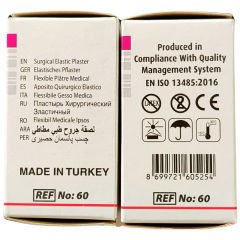 EN Surgical Elastic Plaster
GER Elastisches Pflaster
FR Flexible Plâtre Médical
ES Aposito Quirurgico Elastico
ITA Flessibile Gesso Medica
RU Пластырь Хирургический
Эластичный
RO Flexibil Medicale Ipsos
ARA لصقة جروح طبي مطاطي
PER چسب پانسمان حصیری
MADE IN TURKEY
REF No: 60
Produced in
Compliance With Quality
Management System
EN ISO 13485:2016
LATEX
2
8 699721 605254
REF No: 60